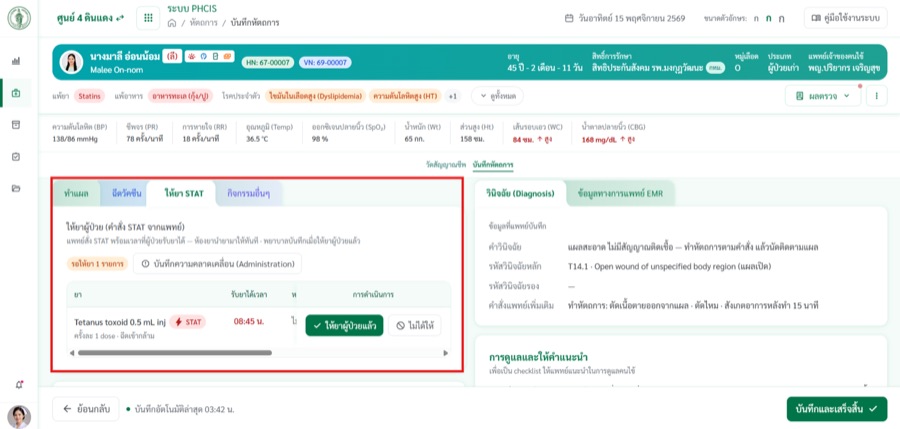 ระบบ PHCIS
ศูนย์ 4 ดินแดง
/ หัตถการ / บันทึกหัตถการ
วันอาทิตย์ 15 พฤศจิกายน 2569
ขนาดตัวอักษร: ก ก ก
คู่มือใช้งานระบบ
นางมาลี อ่อนน้อม (ลี)
Malee On-nom
HN: 67-00007
VN: 69-00007
อายุ
45 ปี - 2 เดือน - 11 วัน
สิทธิ์การรักษา
สิทธิประกันสังคม รพ.มงกุฎวัฒนะ
หมู่เลือด
O
ประเภท
ผู้ป่วยเก่า
แพทย์เจ้าของคนไข้
พญ.ปริยากร เจริญสุข
แพ้ยา Statins แพ้อาหาร อาหารทะเล (กุ้ง/ปู) โรคประจำตัว ไขมันในเลือดสูง (Dyslipidemia) ความดันโลหิตสูง (HT) +1 ดูทั้งหมด
ผลตรวจ
ความดันโลหิต (BP)
138/86 mmHg
ชีพจร (PR)
78 ครั้ง/นาที
การหายใจ (RR)
18 ครั้ง/นาที
อุณหภูมิ (Temp)
36.5 °C
ออกซิเจนปลายนิ้ว (SpO₂)
98 %
น้ำหนัก (Wt)
65 กก.
ส่วนสูง (Ht)
158 ซม.
เส้นรอบเอว (WC)
84 ซม. ↑ สูง
น้ำตาลปลายนิ้ว (CBG)
168 mg/dL ↑ สูง
วัดสัญญาณชีพ บันทึกหัตถการ
ทำแผล ฉีดวัคซีน ให้ยา STAT กิจกรรมอื่นๆ
ให้ยาผู้ป่วย (คำสั่ง STAT จากแพทย์)
แพทย์สั่ง STAT พร้อมเวลาที่ผู้ป่วยรับยาได้ — ห้องยานำยามาให้ทันที · พยาบาลบันทึกเมื่อให้ยาผู้ป่วยแล้ว
รอให้ยา 1 รายการ
บันทึกความคลาดเคลื่อน (Administration)
ยา รับยาได้เวลา การดำเนินการ
Tetanus toxoid 0.5 mL inj STAT 08:45 น. ให้ยาผู้ป่วยแล้ว ไม่ได้ให้
ครั้งละ 1 dose · ฉีดเข้ากล้าม
วินิจฉัย (Diagnosis) ข้อมูลทางการแพทย์ EMR
ข้อมูลที่แพทย์บันทึก
คำวินิจฉัย แผลสะอาด ไม่มีสัญญาณติดเชื้อ — ทำหัตถการตามคำสั่ง แล้วนัดติดตามแผล
รหัสวินิจฉัยหลัก T14.1 · Open wound of unspecified body region (แผลเปิด)
รหัสวินิจฉัยรอง —
คำสั่งแพทย์เพิ่มเติม ทำหัตถการ: ตัดเนื้อตายออกจากแผล · ตัดไหม · สังเกตอาการหลังทำ 15 นาที
การดูแลและให้คำแนะนำ
เพื่อเป็น checklist ให้แพทย์แนะนำในการดูแลคนไข้
ย้อนกลับ
บันทึกอัตโนมัติล่าสุด 03:42 น.
บันทึกและเสร็จสิ้น